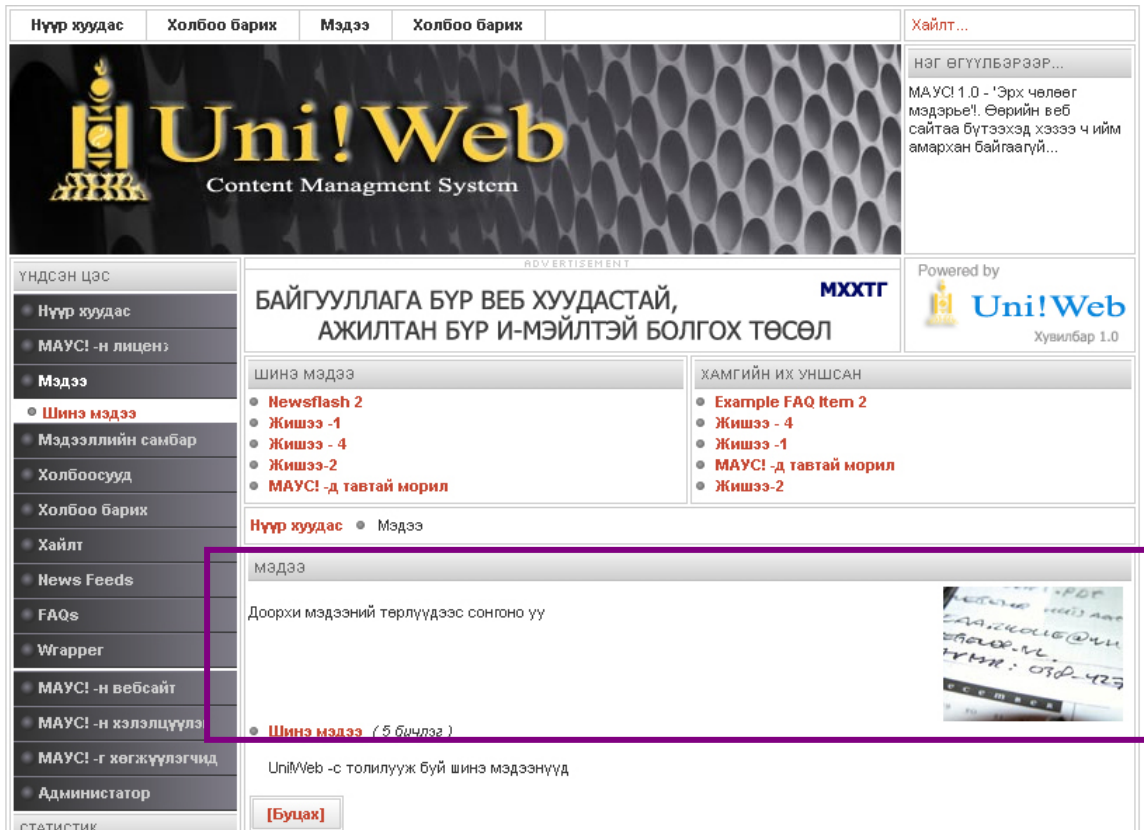 Нүүр хуудас Холбоо барих Мэдээ Холбоо барих
Хайлт...
Uni!Web
Content Managment System
НЭГ ӨГҮҮЛБЭРЭЭР...
МАУС! 1.0 - 'Эрх чөлөөг
мэдэрье'!. Өөрийн веб
сайтаа бүтээхэд хэзээ ч ийм
амархан байгаагүй...
ҮНДСЭН ЦЭС
Нүүр хуудас
МАУС! -н лиценз
Мэдээ
Шинэ мэдээ
Мэдээллийн самбар
Холбоосууд
Холбоо барих
Хайлт
News Feeds
FAQs
Wrapper
МАУС! -н вебсайт
МАУС! -н хэлэлцүүлэг
МАУС! -г хөгжүүлэгчид
Администатор
СТАТИСТИК
ADVERTISEMENT
БАЙГУУЛЛАГА БҮР ВЕБ ХУУДАСТАЙ,
АЖИЛТАН БҮР И-МЭЙЛТЭЙ БОЛГОХ ТӨСӨЛ
МХХТГ
Powered by
Uni!Web
Хувилбар 1.0
ШИНЭ МЭДЭЭ
Newsflash 2
Жишээ -1
Жишээ - 4
Жишээ-2
МАУС! -д тавтай морил
ХАМГИЙН ИХ УНШСАН
Example FAQ Item 2
Жишээ - 4
Жишээ -1
МАУС! -д тавтай морил
Жишээ-2
Нүүр хуудас Мэдээ
МЭДЭЭ
Доорхи мэдээний төрлүүдээс сонгоно уу
Шинэ мэдээ ( 5 бичлэг )
Uni!Web -с толилууж буй шинэ мэдээнүүд
[Буцах]